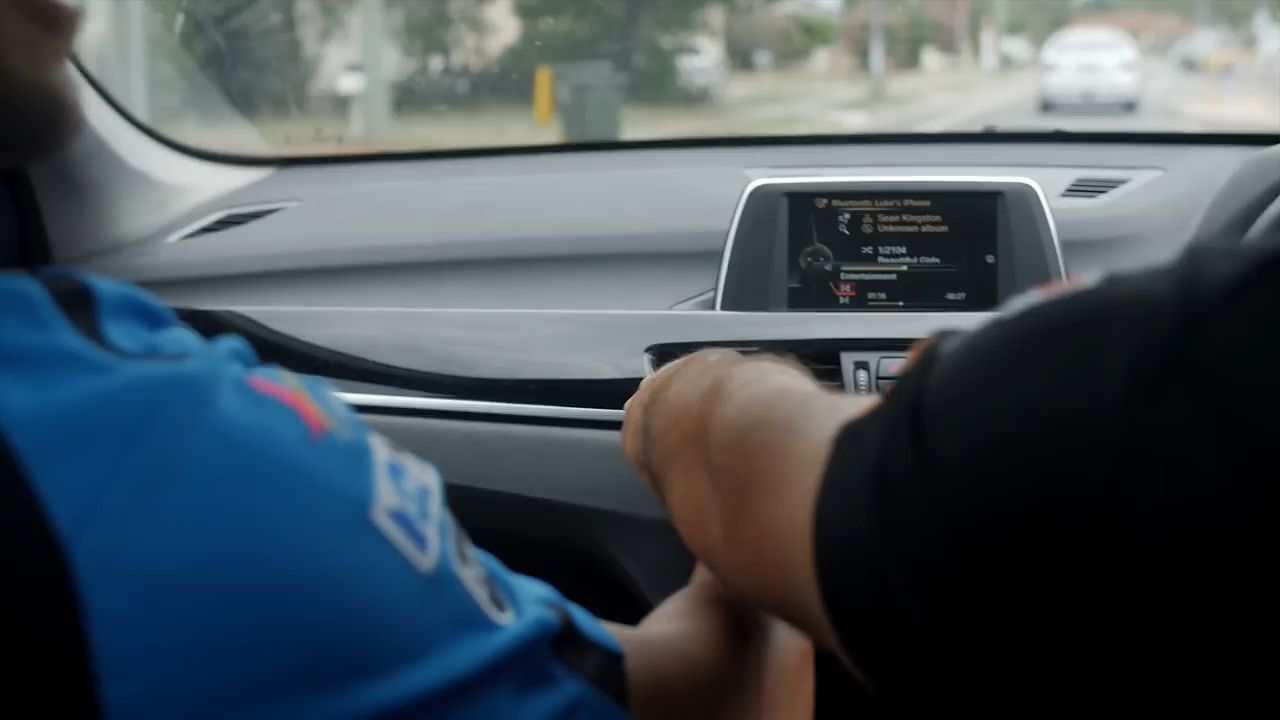 Bluetooth: Luke's iPhone
Sean Kingston
Unknown album
1/2104
Beautiful Girls
Entertainment
01:16
-02:27